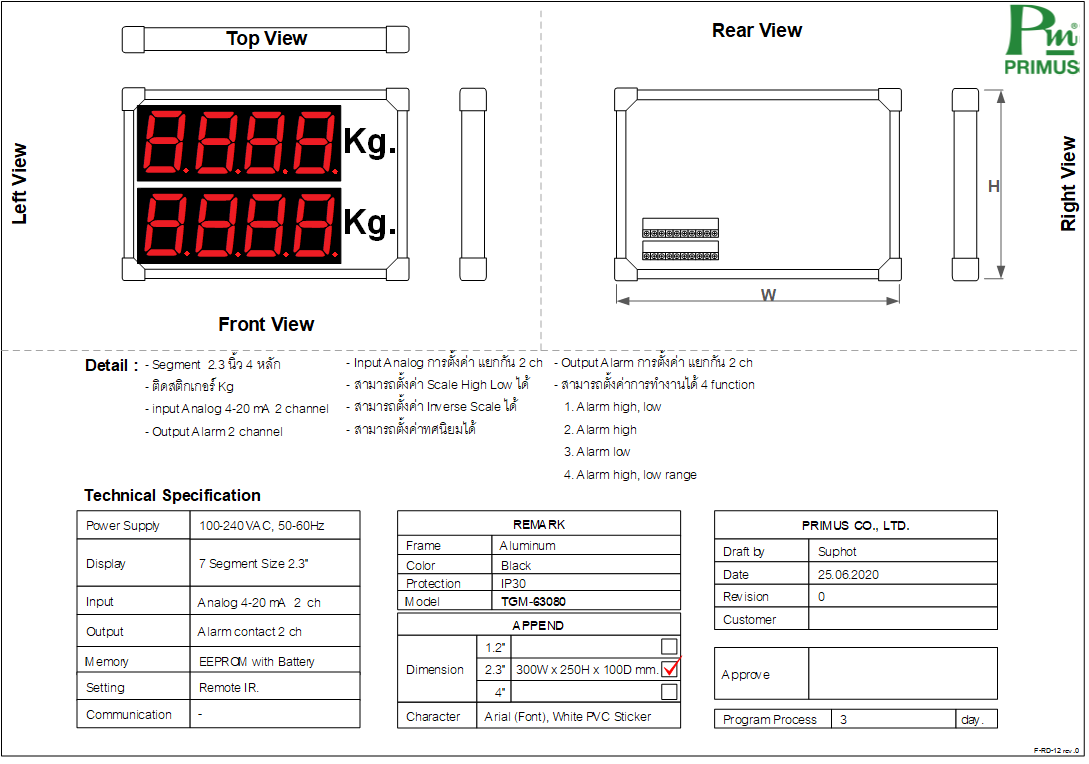 Top View
Rear View
Pm®
PRIMUS
Left View
8.8.8.8. Kg.
8.8.8.8. Kg.
H
Right View
W
Front View
Detail :
- Segment 2.3 นิ้ว 4 หลัก
- ติดสติกเกอร์ Kg
- input Analog 4-20 mA 2 channel
- Output Alarm 2 channel
- Input Analog การตั้งค่า แยกกัน 2 ch
- สามารถตั้งค่า Scale High Low ได้
- สามารถตั้งค่า Inverse Scale ได้
- สามารถตั้งค่าทศนิยมได้
- Output Alarm การตั้งค่า แยกกัน 2 ch
- สามารถตั้งค่าการทำงานได้ 4 function
1. Alarm high, low
2. Alarm high
3. Alarm low
4. Alarm high, low range
Technical Specification
Power Supply 100-240 VAC, 50-60Hz
Display 7 Segment Size 2.3"
Input Analog 4-20 mA 2 ch
Output Alarm contact 2 ch
Memory EEPROM with Battery
Setting Remote IR.
Communication -
REMARK
Frame Aluminum
Color Black
Protection IP30
Model TGM-63080
APPEND
Dimension
1.2"
2.3" 300W x 250H x 100D mm.
4"
Character Arial (Font), White PVC Sticker
PRIMUS CO., LTD.
Draft by Suphot
Date 25.06.2020
Revision 0
Customer
Approve
Program Process 3 day.
F-RD-12 rev .0